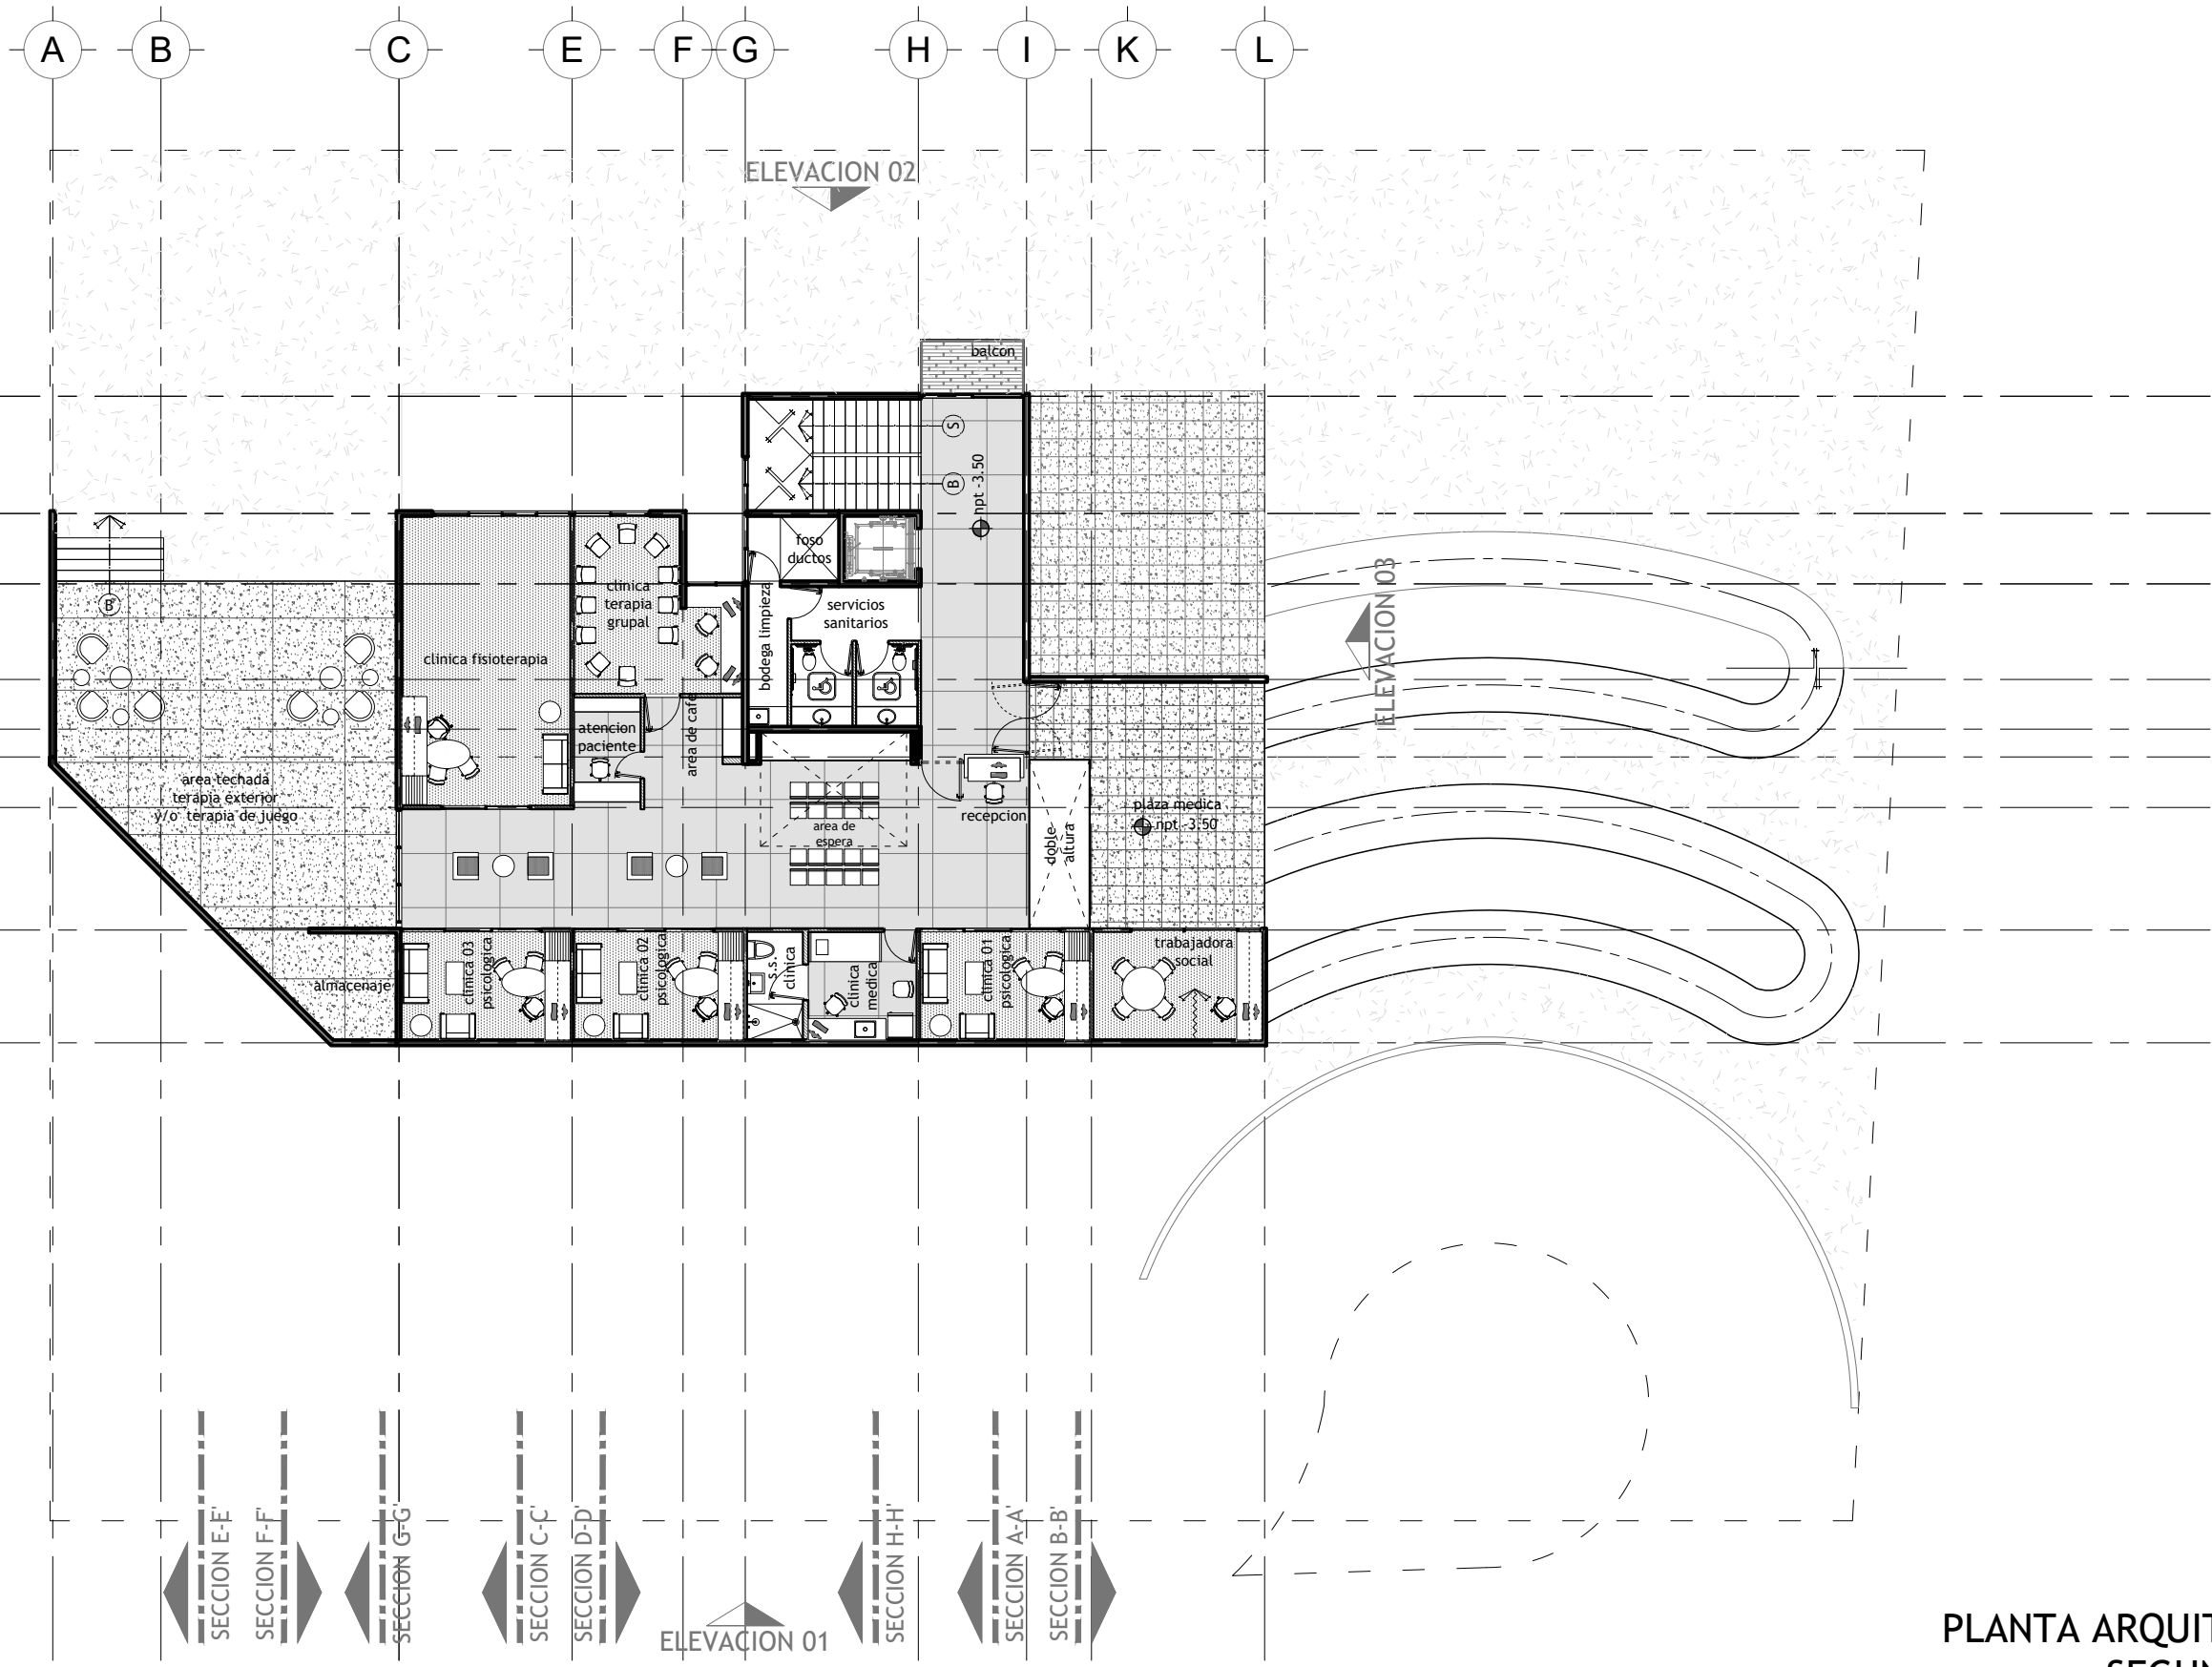 A B C E F G H I K L
ELEVACION 02
balcon
S
B
npt -3.50
foso
ductos
clinica
terapia
grupal
B
servicios
sanitarios
bodega limpieza
clinica fisioterapia
ELEVACION 03
area de cafe
atencion
paciente
area techada
terapia exterior
y/o terapia de juego
area de
espera
recepcion
doble
altura
plaza medica
npt -3.50
almacenaje
clinica 03
psicologica
clinica 02
psicologica
s.s.
clinica
clinica
medica
clinica 01
psicologica
trabajadora
social
SECCION E-E'
SECCION F-F'
SECCION G-G'
SECCION C-C'
SECCION D-D'
SECCION H-H'
SECCION A-A'
SECCION B-B'
ELEVACION 01
PLANTA ARQUIT
SEGUN